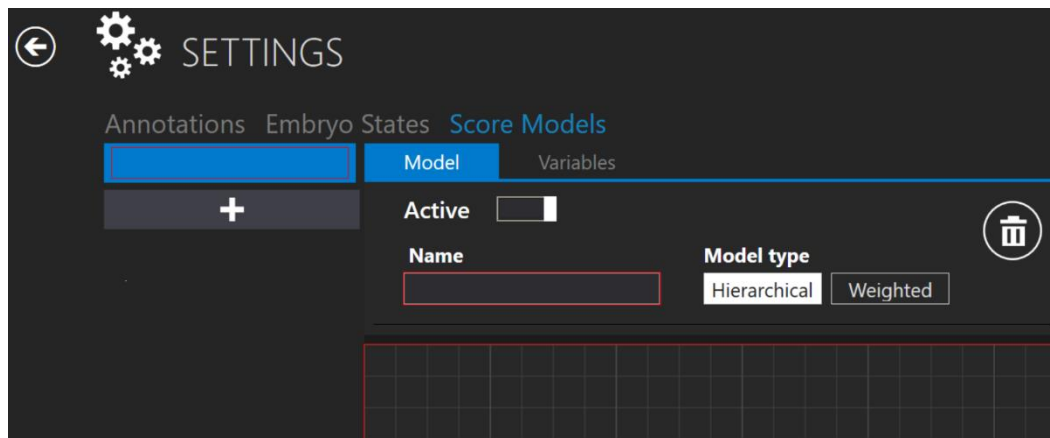 SETTINGS
Annotations Embryo States Score Models
Model Variables
Active
Name Model type
Hierarchical Weighted